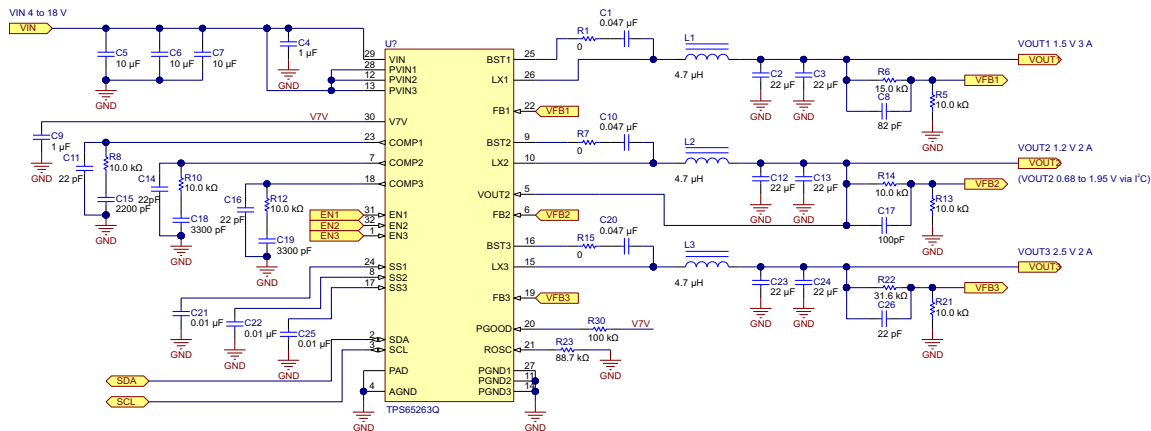 VIN 4 to 18 V
VIN
C5
10 µF
GND
C6
10 µF
C7
10 µF
C4
1 µF
GND
V7V
C9
1 µF
GND
C11
22 pF
R8
10.0 kΩ
C15
2200 pF
GND
C14
22pF
R10
10.0 kΩ
C18
3300 pF
GND
C16
22 pF
R12
10.0 kΩ
C19
3300 pF
GND
EN1
EN2
EN3
C21
0.01 µF
GND
C22
0.01 µF
GND
C25
0.01 µF
GND
SDA
SCL
GND
U?
29 VIN
28 PVIN1
12 PVIN2
13 PVIN3
30 V7V
23 COMP1
7 COMP2
18 COMP3
31 EN1
32 EN2
1 EN3
24 SS1
8 SS2
17 SS3
2 SDA
3 SCL
PAD
4 AGND
TPS65263Q
BST1 25
LX1 26
FB1 22
BST2 9
LX2 10
VOUT2 5
FB2 6
BST3 16
LX3 15
FB3 19
PGOOD 20
ROSC 21
PGND1 27
PGND2 11
PGND3 14
GND
R1
0
C1
0.047 µF
L1
4.7 µH
VFB1
C2
22 µF
GND
C3
22 µF
GND
R6
15.0 kΩ
C8
82 pF
R5
10.0 kΩ
GND
VOUT1 1.5 V 3 A
VOUT1
VFB1
R7
0
C10
0.047 µF
L2
4.7 µH
VFB2
C12
22 µF
GND
C13
22 µF
GND
R14
10.0 kΩ
C17
100pF
R13
10.0 kΩ
GND
VOUT2 1.2 V 2 A
VOUT2
VFB2
(VOUT2 0.68 to 1.95 V via I²C)
R15
0
C20
0.047 µF
L3
4.7 µH
VFB3
C23
22 µF
GND
C24
22 µF
GND
R22
31.6 kΩ
C26
22 pF
R21
10.0 kΩ
GND
VOUT3 2.5 V 2 A
VOUT3
VFB3
R30
100 kΩ
V7V
R23
88.7 kΩ
GND